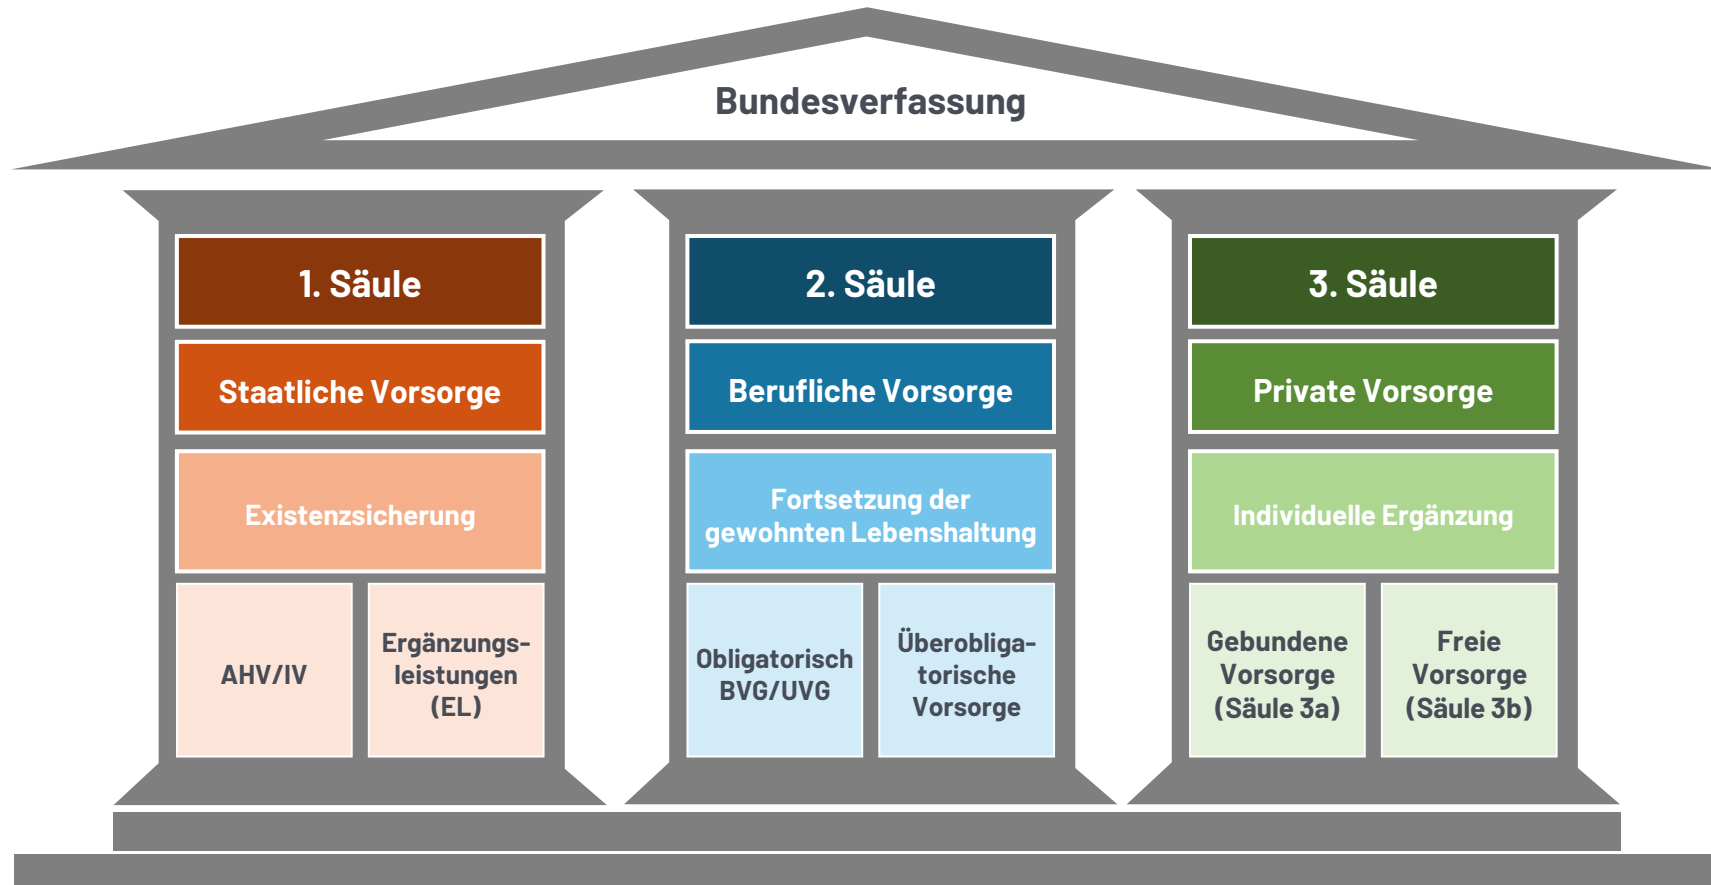 Bundesverfassung
1. Säule
Staatliche Vorsorge
Existenzsicherung
AHV/IV
Ergänzungs-
leistungen
(EL)
2. Säule
Berufliche Vorsorge
Fortsetzung der
gewohnten Lebenshaltung
Obligatorisch
BVG/UVG
Überobliga-
torische
Vorsorge
3. Säule
Private Vorsorge
Individuelle Ergänzung
Gebundene
Vorsorge
(Säule 3a)
Freie
Vorsorge
(Säule 3b)